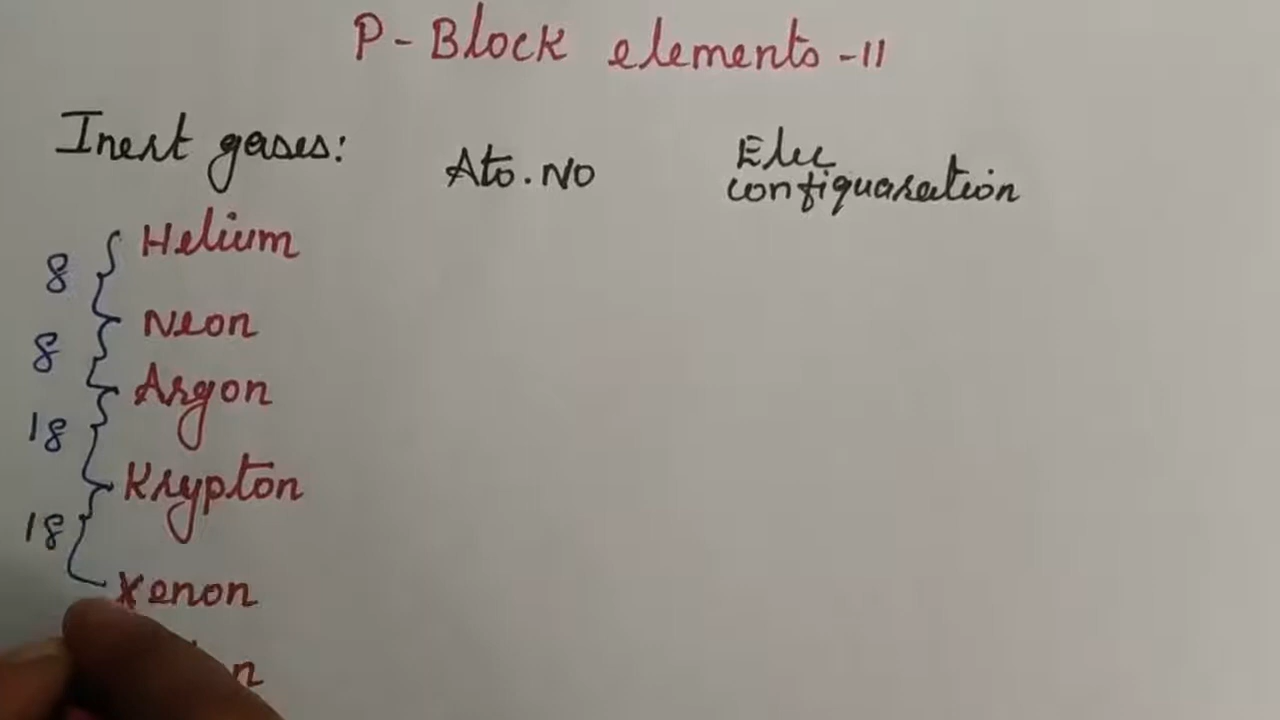 P-Block elements -II
Inert gases:
Ato. No
Elec
configuaration
Helium
8
Neon
8
Argon
18
Krypton
18
Xenon